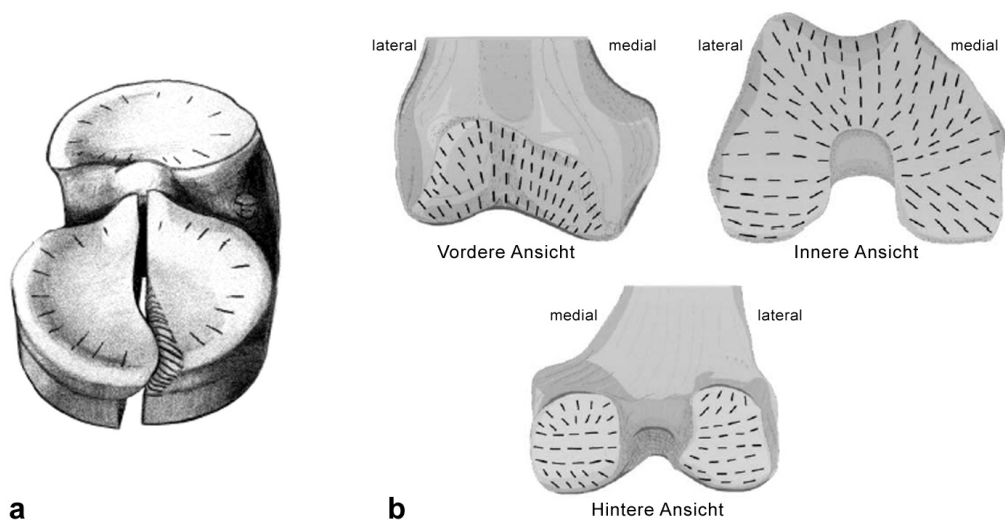 lateral
medial
lateral
medial
Vordere Ansicht
Innere Ansicht
medial
lateral
a
b
Hintere Ansicht